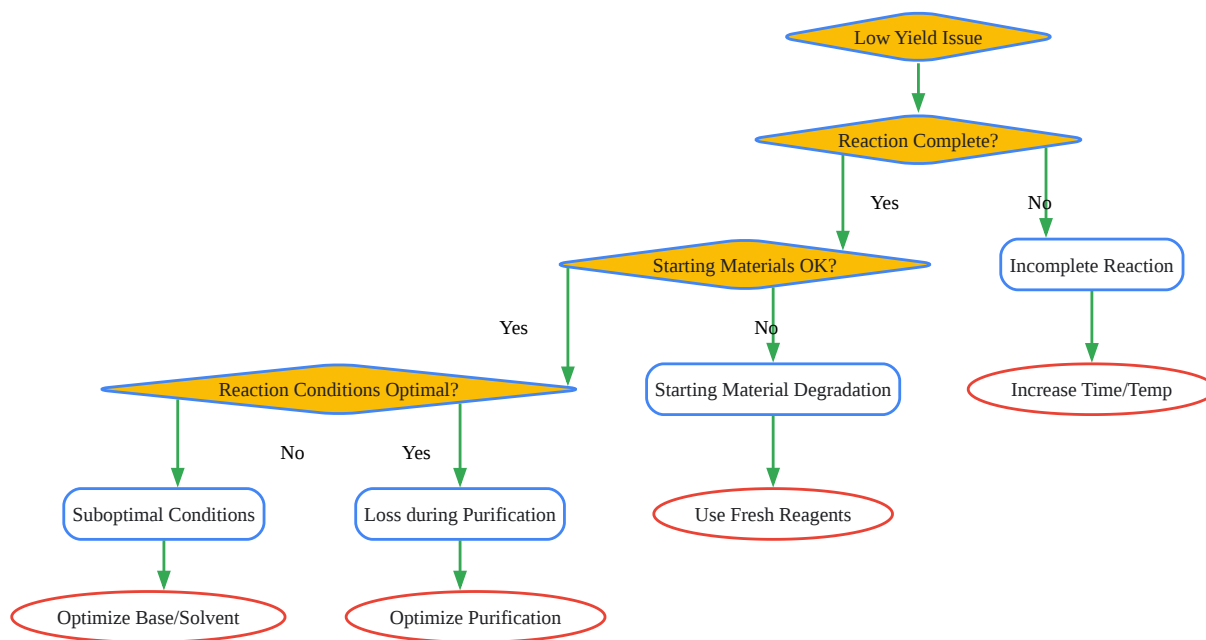 Low Yield Issue
Reaction Complete?
Yes
No
Starting Materials OK?
Incomplete Reaction
Yes
No
Reaction Conditions Optimal?
Starting Material Degradation
Increase Time/Temp
No
Yes
Suboptimal Conditions
Loss during Purification
Use Fresh Reagents
Optimize Base/Solvent
Optimize Purification